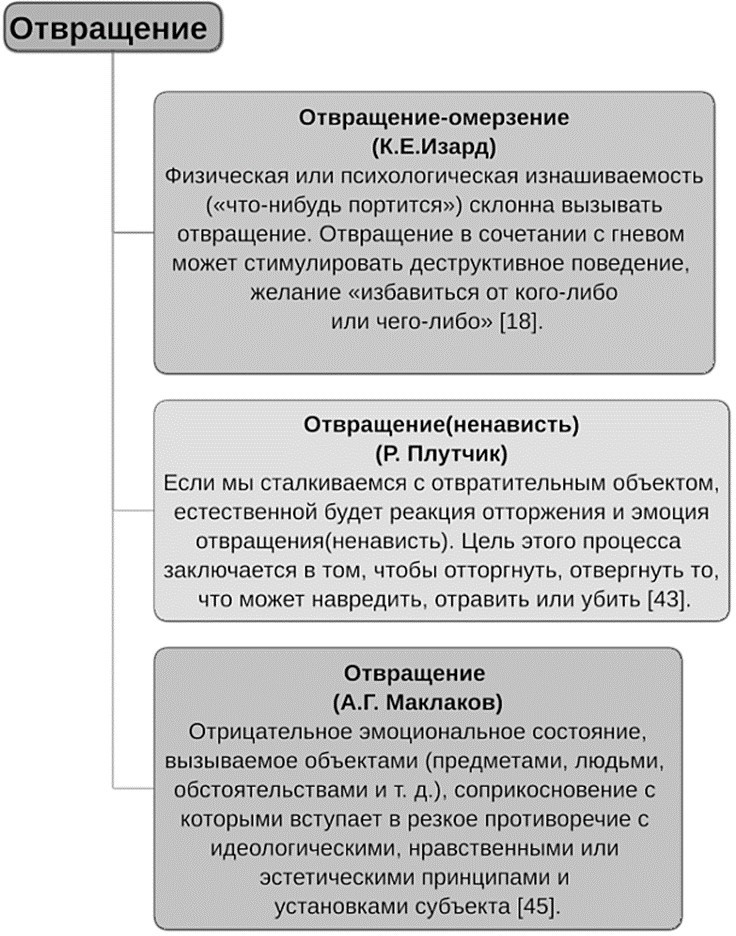 Отвращение
Отвращение-омерзение
(К.Е.Изард)
Физическая или психологическая изнашиваемость
(«что-нибудь портится») склонна вызывать
отвращение. Отвращение в сочетании с гневом
может стимулировать деструктивное поведение,
желание «избавиться от кого-либо
или чего-либо» [18].
Отвращение(ненависть)
(Р. Плутчик)
Если мы сталкиваемся с отвратительным объектом,
естественной будет реакция отторжения и эмоция
отвращения(ненависть). Цель этого процесса
заключается в том, чтобы отторгнуть, отвергнуть то,
что может навредить, отравить или убить [43].
Отвращение
(А.Г. Маклаков)
Отрицательное эмоциональное состояние,
вызываемое объектами (предметами, людьми,
обстоятельствами и т. д.), соприкосновение с
которыми вступает в резкое противоречие с
идеологическими, нравственными или
эстетическими принципами и
установками субъекта [45].